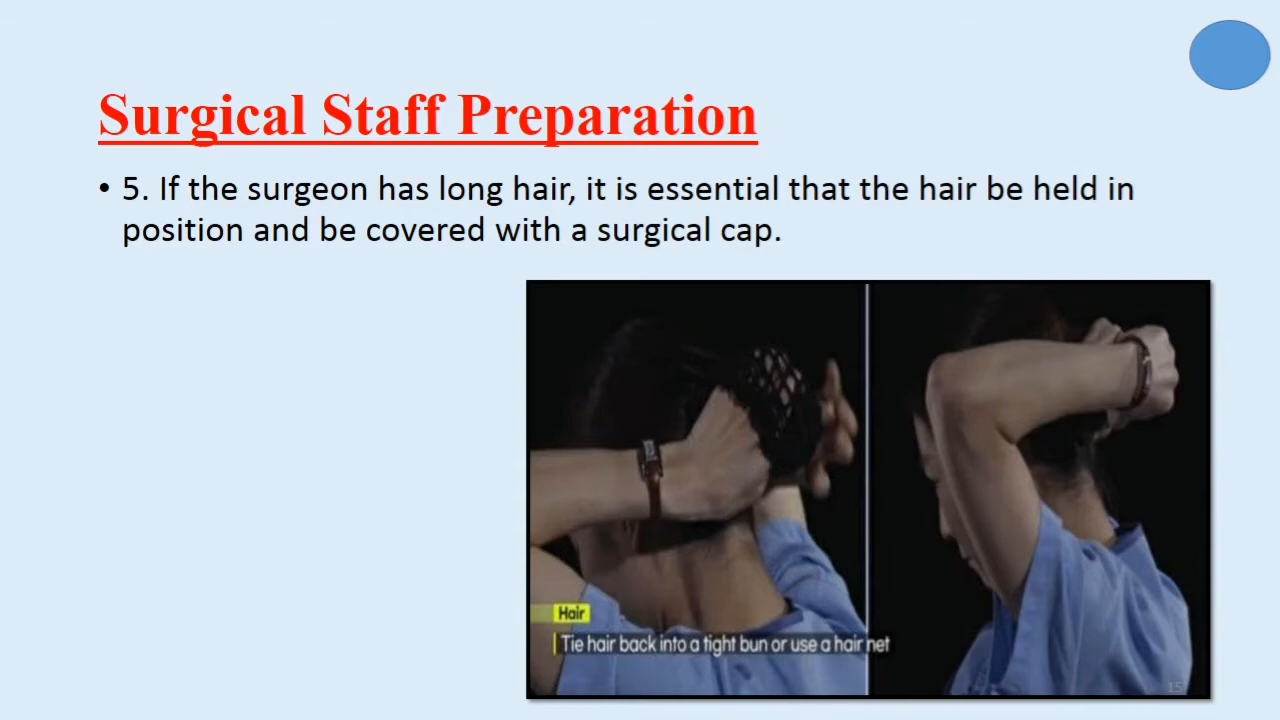 Surgical Staff Preparation
• 5. If the surgeon has long hair, it is essential that the hair be held in
position and be covered with a surgical cap.
Hair
Tie hair back into a tight bun or use a hair net
15